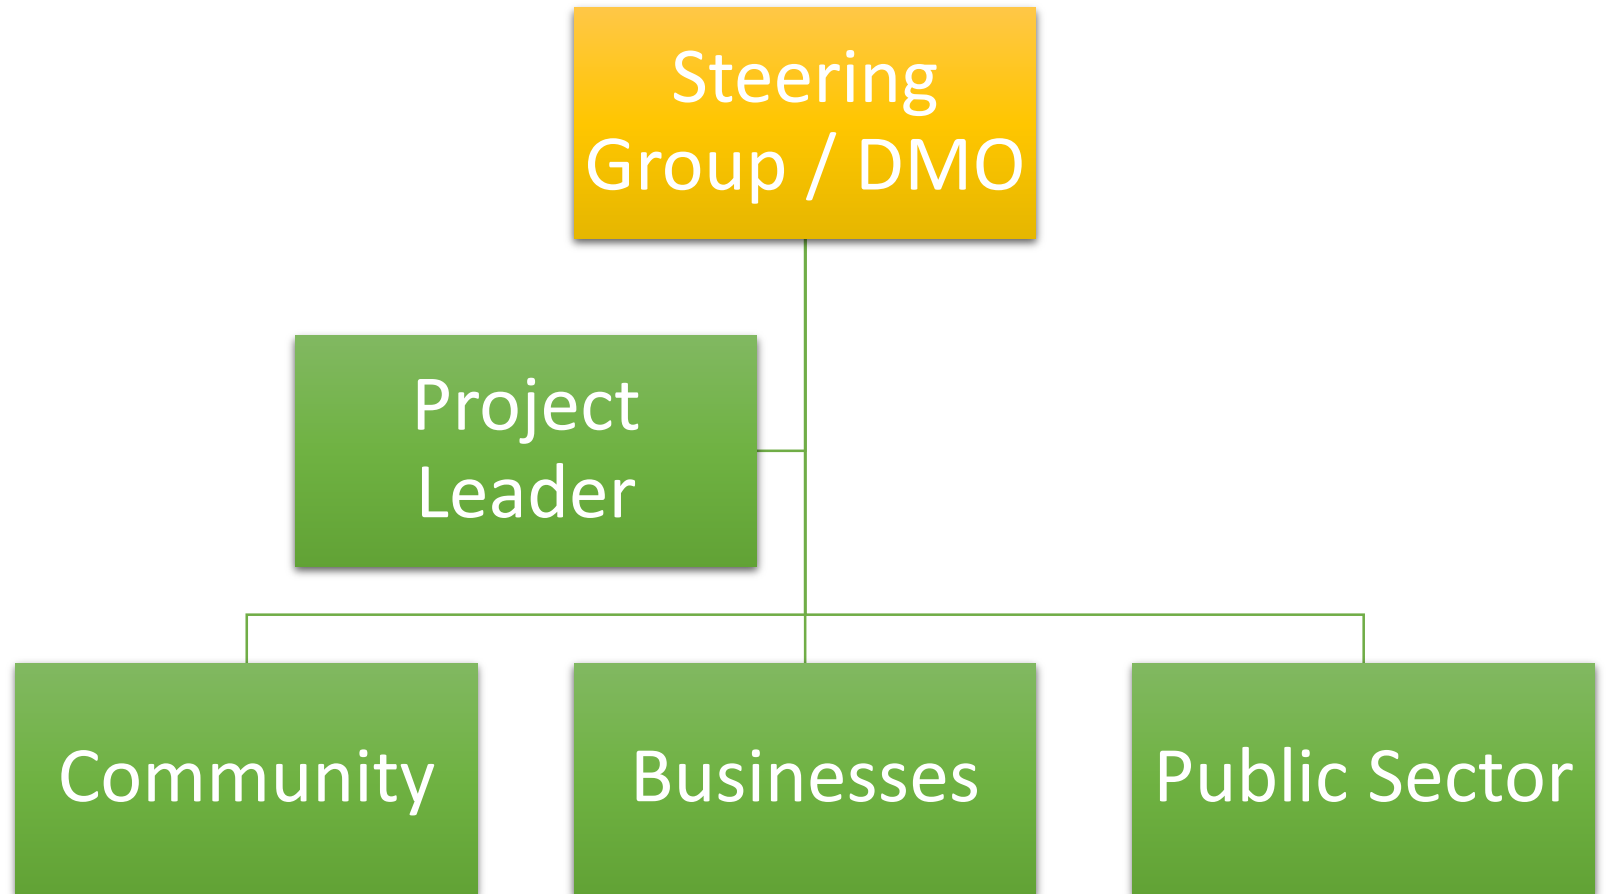 Steering
Group / DMO
Project
Leader
Community
Businesses
Public Sector